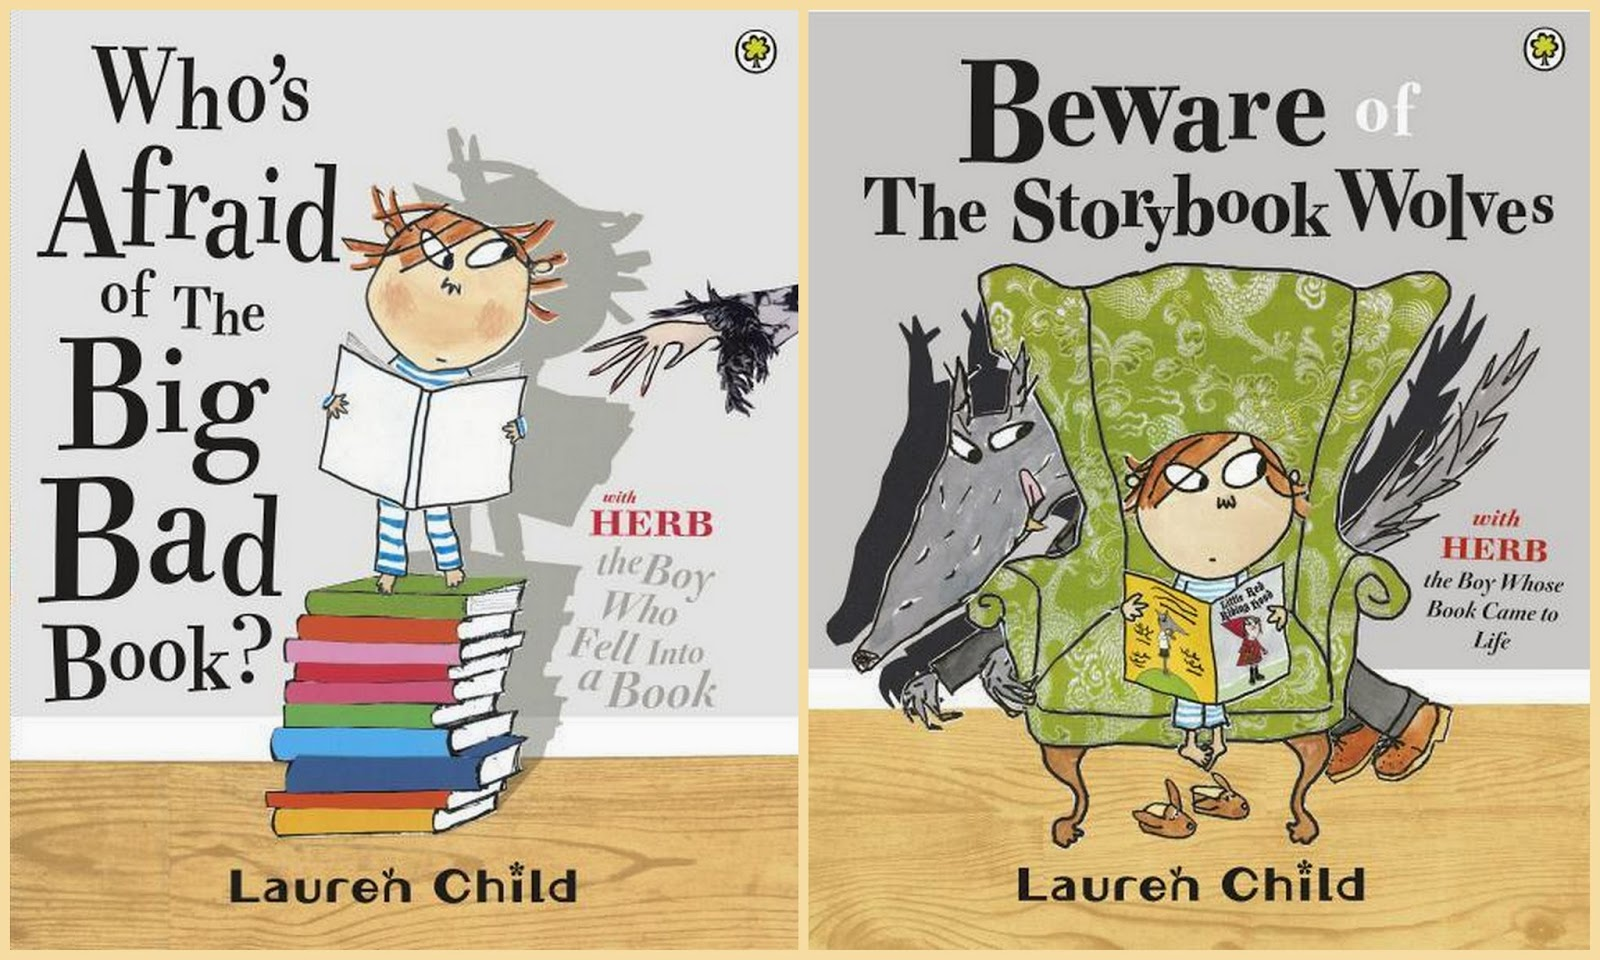 Who's
Afraid
of The
Big
Bad
Book?
with
HERB
the Boy
Who
Fell Into
a Book
Lauren Child
Beware of
The Storybook Wolves
with
HERB
the Boy Whose
Book Came to
Life
Little Red
Riding Hood
Lauren Child